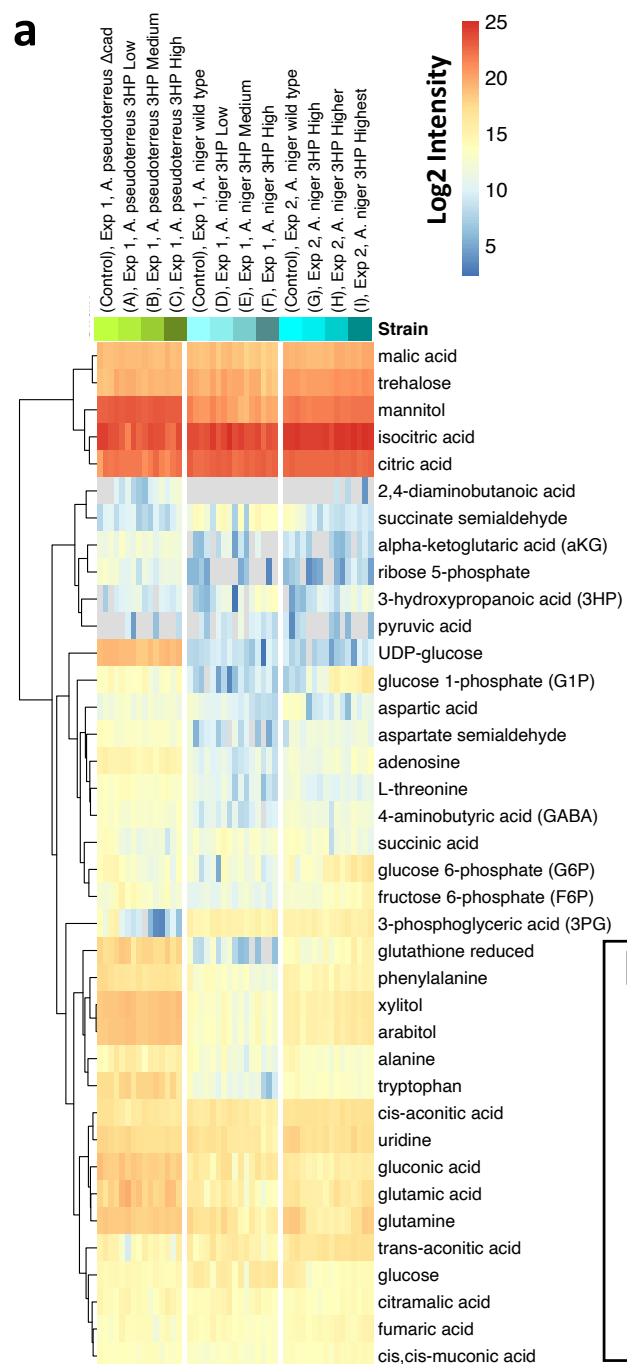 a
(Control), Exp 1, A. pseudoterreus Δcad
(A), Exp 1, A. pseudoterreus 3HP Low
(B), Exp 1, A. pseudoterreus 3HP Medium
(C), Exp 1, A. pseudoterreus 3HP High
(Control), Exp 1, A. niger wild type
(D), Exp 1, A. niger 3HP Low
(E), Exp 1, A. niger 3HP Medium
(F), Exp 1, A. niger 3HP High
(Control), Exp 2, A. niger wild type
(G), Exp 2, A. niger 3HP High
(H), Exp 2, A. niger 3HP Higher
(I), Exp 2, A. niger 3HP Highest
Log2 Intensity
25
20
15
10
5
Strain
malic acid
trehalose
mannitol
isocitric acid
citric acid
2,4-diaminobutanoic acid
succinate semialdehyde
alpha-ketoglutaric acid (aKG)
ribose 5-phosphate
3-hydroxypropanoic acid (3HP)
pyruvic acid
UDP-glucose
glucose 1-phosphate (G1P)
aspartic acid
aspartate semialdehyde
adenosine
L-threonine
4-aminobutyric acid (GABA)
succinic acid
glucose 6-phosphate (G6P)
fructose 6-phosphate (F6P)
3-phosphoglyceric acid (3PG)
glutathione reduced
phenylalanine
xylitol
arabitol
alanine
tryptophan
cis-aconitic acid
uridine
gluconic acid
glutamic acid
glutamine
trans-aconitic acid
glucose
citramalic acid
fumaric acid
cis,cis-muconic acid